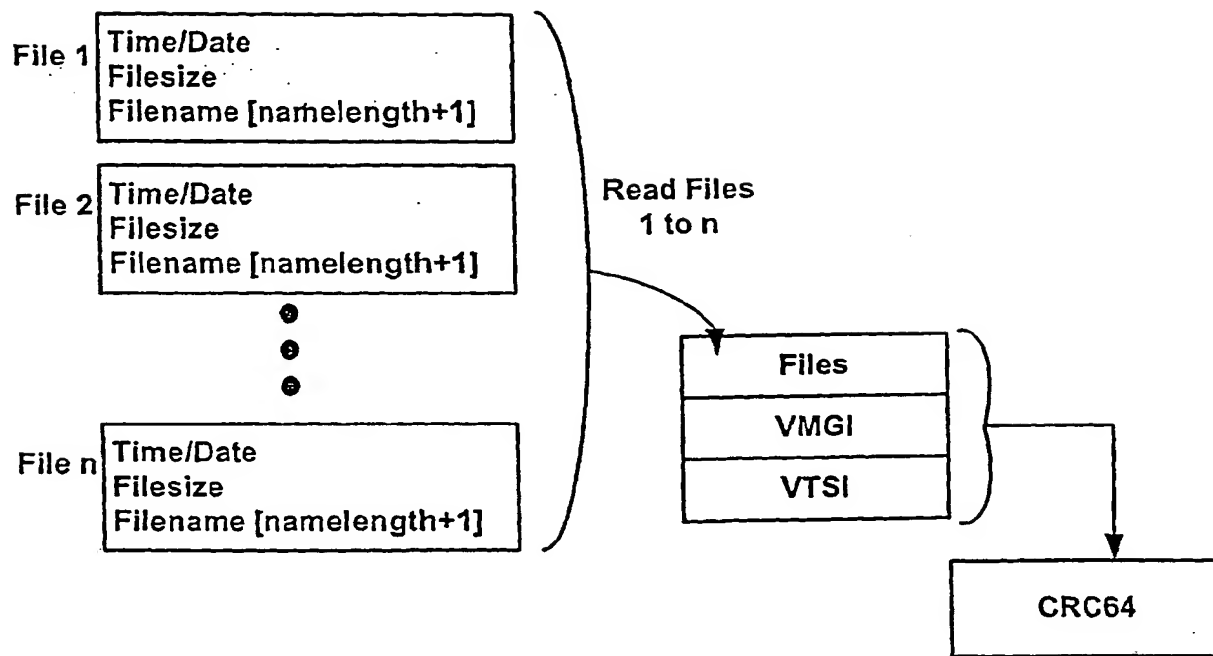 File 1
Time/Date
Filesize
Filename [namelength+1]
File 2
Time/Date
Filesize
Filename [namelength+1]
Read Files
1 to n
File n
Time/Date
Filesize
Filename [namelength+1]
Files
VMGI
VTSI
CRC64